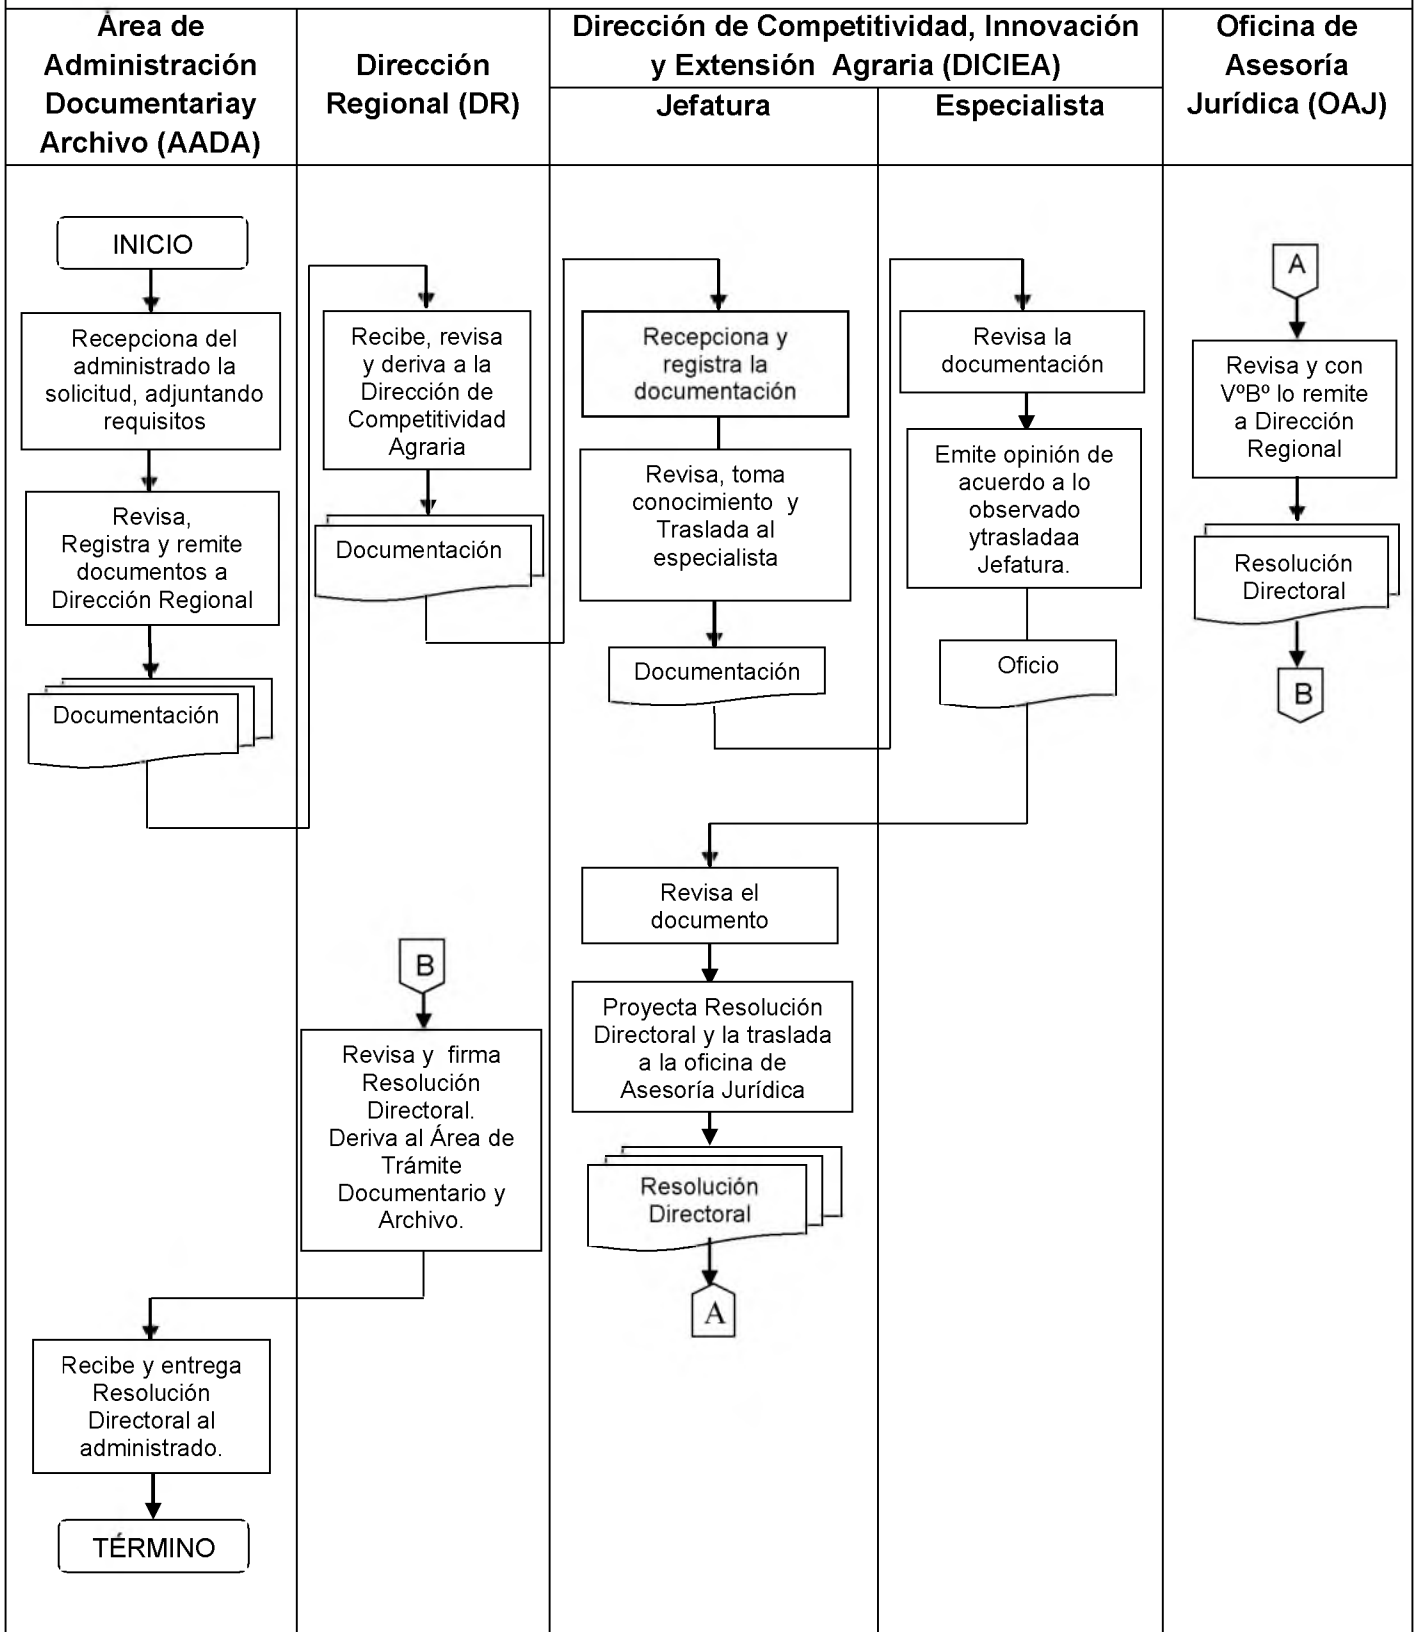 Área de
Administración
Documentariay
Archivo (AADA)
Dirección
Regional (DR)
Dirección de Competitividad, Innovación
y Extensión Agraria (DICIEA)
Jefatura
Especialista
Oficina de
Asesoría
Jurídica (OAJ)
INICIO
Recepciona del
administrado la
solicitud, adjuntando
requisitos
Revisa,
Registra y remite
documentos a
Dirección Regional
Documentación
Recibe, revisa
y deriva a la
Dirección de
Competitividad
Agraria
Documentación
Recepciona y
registra la
documentación
Revisa, toma
conocimiento y
Traslada al
especialista
Documentación
Revisa la
documentación
Emite opinión de
acuerdo a lo
observado
ytrasladaa
Jefatura.
Oficio
Revisa el
documento
Proyecta Resolución
Directoral y la traslada
a la oficina de
Asesoría Jurídica
Resolución
Directoral
A
A
Revisa y con
VºBº lo remite
a Dirección
Regional
Resolución
Directoral
B
B
Revisa y firma
Resolución
Directoral.
Deriva al Área de
Trámite
Documentario y
Archivo.
Recibe y entrega
Resolución
Directoral al
administrado.
TÉRMINO